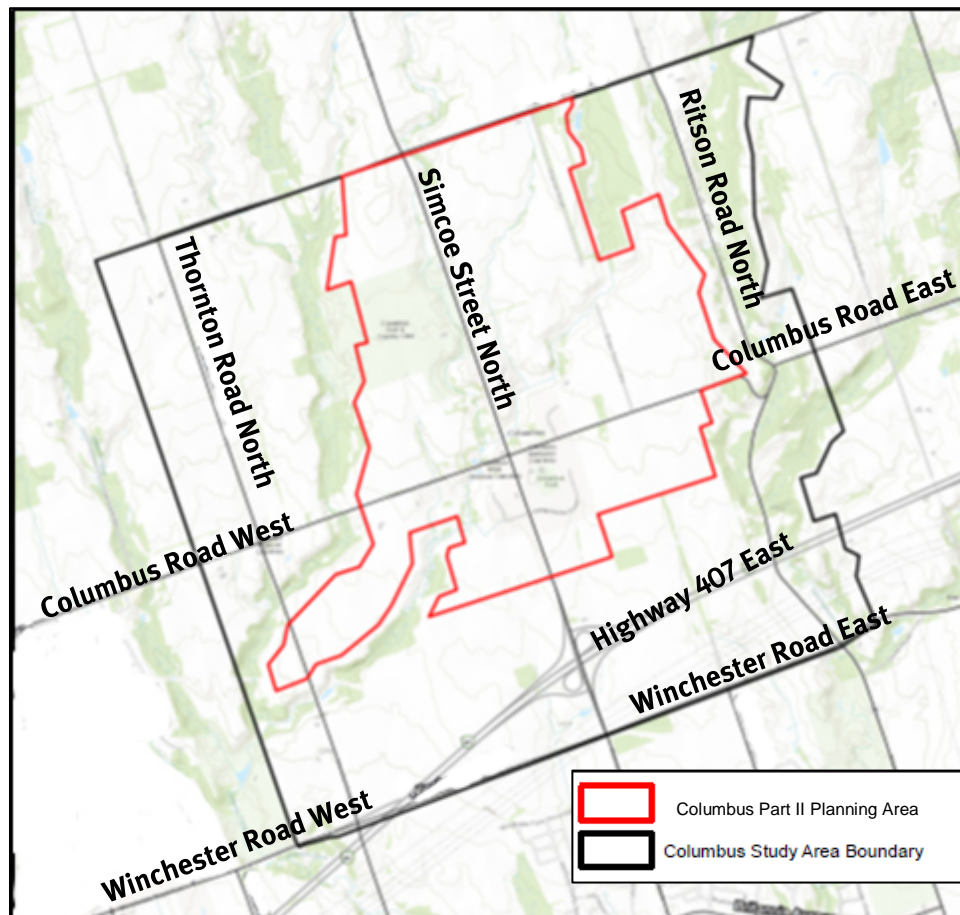 Ritson Road North
Simcoe Street North
Thornton Road North
Columbus Road East
Columbus Road West
Highway 407 East
Winchester Road East
Winchester Road West
Columbus Part II Planning Area
Columbus Study Area Boundary